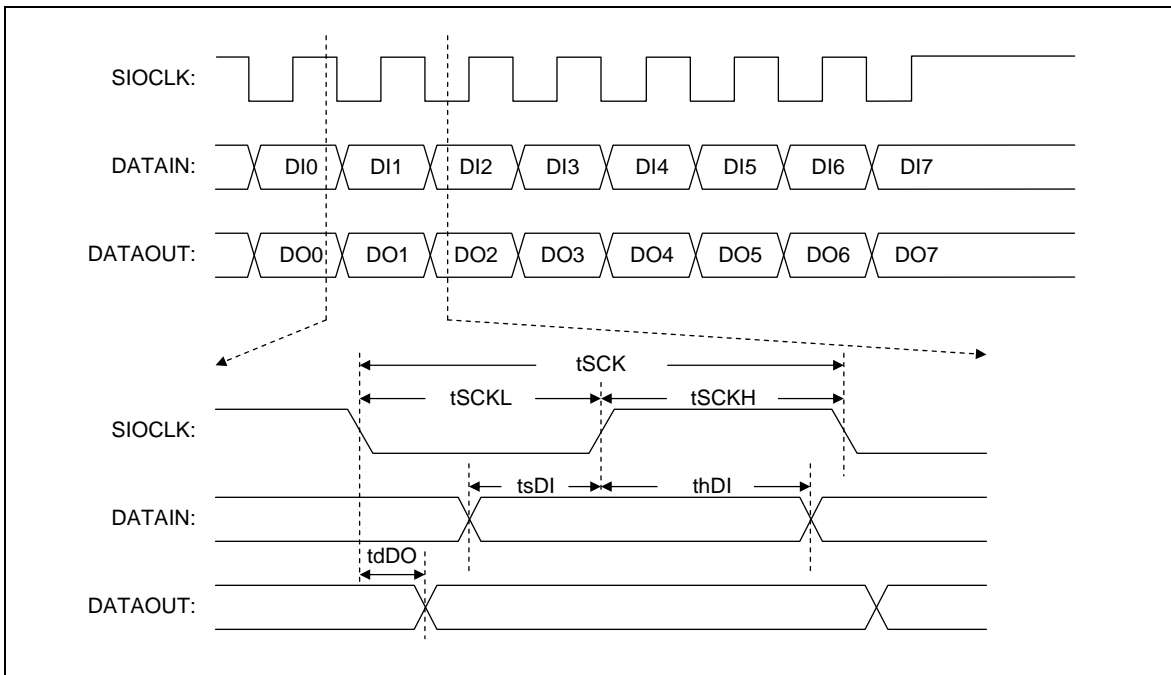 SIOCLK:
DATAIN: DI0 DI1 DI2 DI3 DI4 DI5 DI6 DI7
DATAOUT: DO0 DO1 DO2 DO3 DO4 DO5 DO6 DO7
tSCK
tSCKL tSCKH
SIOCLK:
tsDI thDI
DATAIN:
tdDO
DATAOUT: